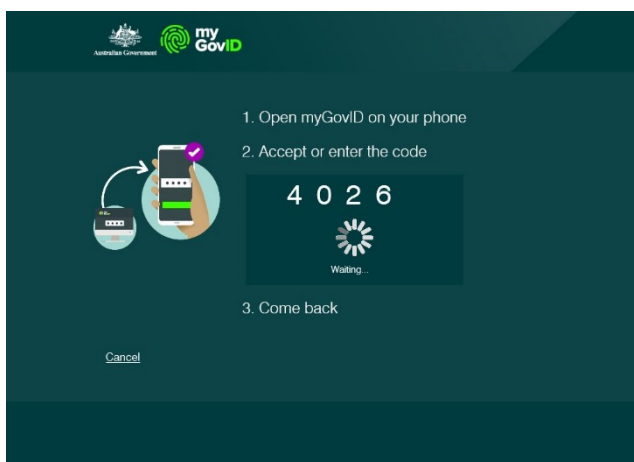 Australian Government
my
GovID
1. Open myGovID on your phone
2. Accept or enter the code
4 0 2 6
Waiting...
3. Come back
Cancel